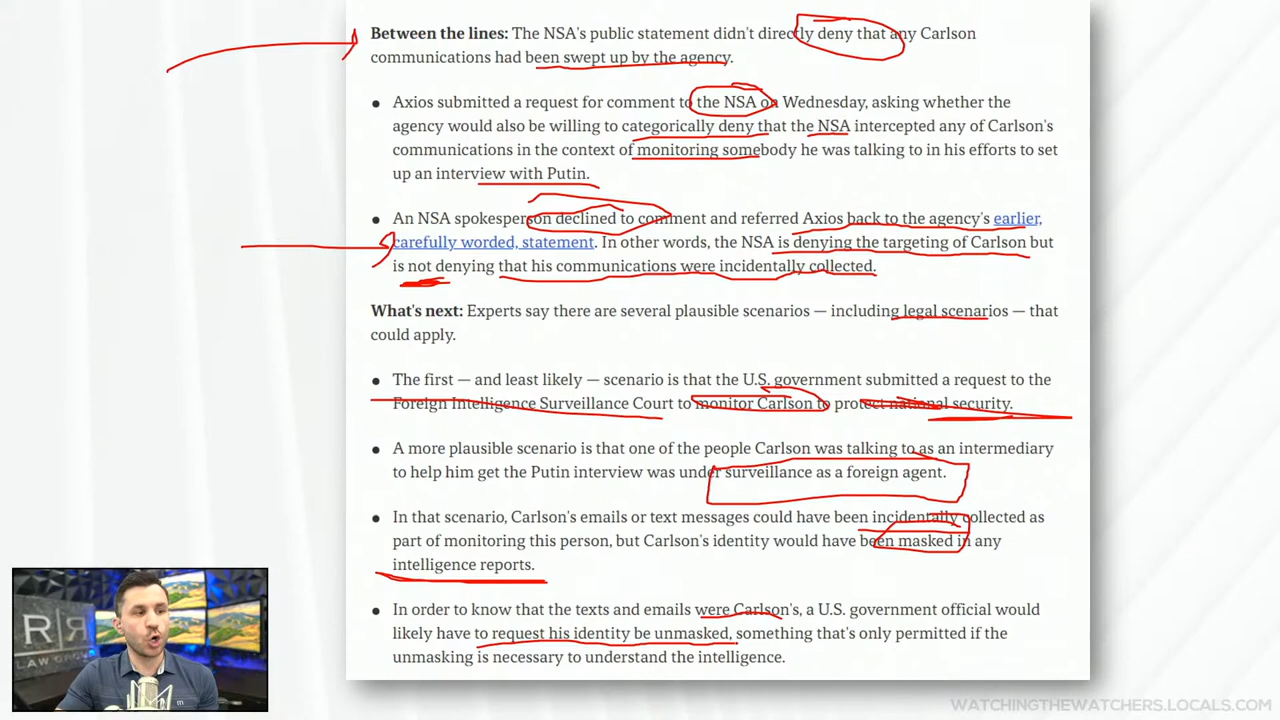 Between the lines: The NSA's public statement didn't directly deny that any Carlson
communications had been swept up by the agency.
• Axios submitted a request for comment to the NSA on Wednesday, asking whether the
agency would also be willing to categorically deny that the NSA intercepted any of Carlson's
communications in the context of monitoring somebody he was talking to in his efforts to set
up an interview with Putin.
• An NSA spokesperson declined to comment and referred Axios back to the agency's earlier,
carefully worded, statement. In other words, the NSA is denying the targeting of Carlson but
is not denying that his communications were incidentally collected.
What's next: Experts say there are several plausible scenarios — including legal scenarios — that
could apply.
• The first — and least likely — scenario is that the U.S. government submitted a request to the
Foreign Intelligence Surveillance Court to monitor Carlson to protect national security.
• A more plausible scenario is that one of the people Carlson was talking to as an intermediary
to help him get the Putin interview was under surveillance as a foreign agent.
• In that scenario, Carlson's emails or text messages could have been incidentally collected as
part of monitoring this person, but Carlson's identity would have been masked in any
intelligence reports.
• In order to know that the texts and emails were Carlson's, a U.S. government official would
likely have to request his identity be unmasked, something that's only permitted if the
unmasking is necessary to understand the intelligence.
R R
LAW GROUP
WATCHINGTHEWATCHERS.LOCALS.COM